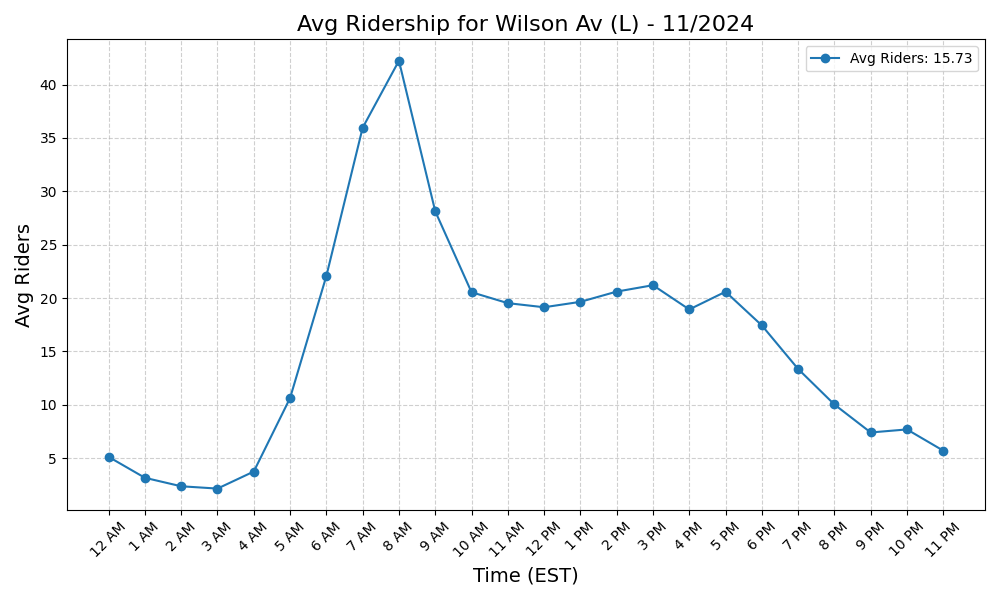 Avg Ridership for Wilson Av (L) - 11/2024
Avg Riders: 15.73
Avg Riders
40
35
30
25
20
15
10
5
12 AM
1 AM
2 AM
3 AM
4 AM
5 AM
6 AM
7 AM
8 AM
9 AM
10 AM
11 AM
12 PM
1 PM
2 PM
3 PM
4 PM
5 PM
6 PM
7 PM
8 PM
9 PM
10 PM
11 PM
Time (EST)